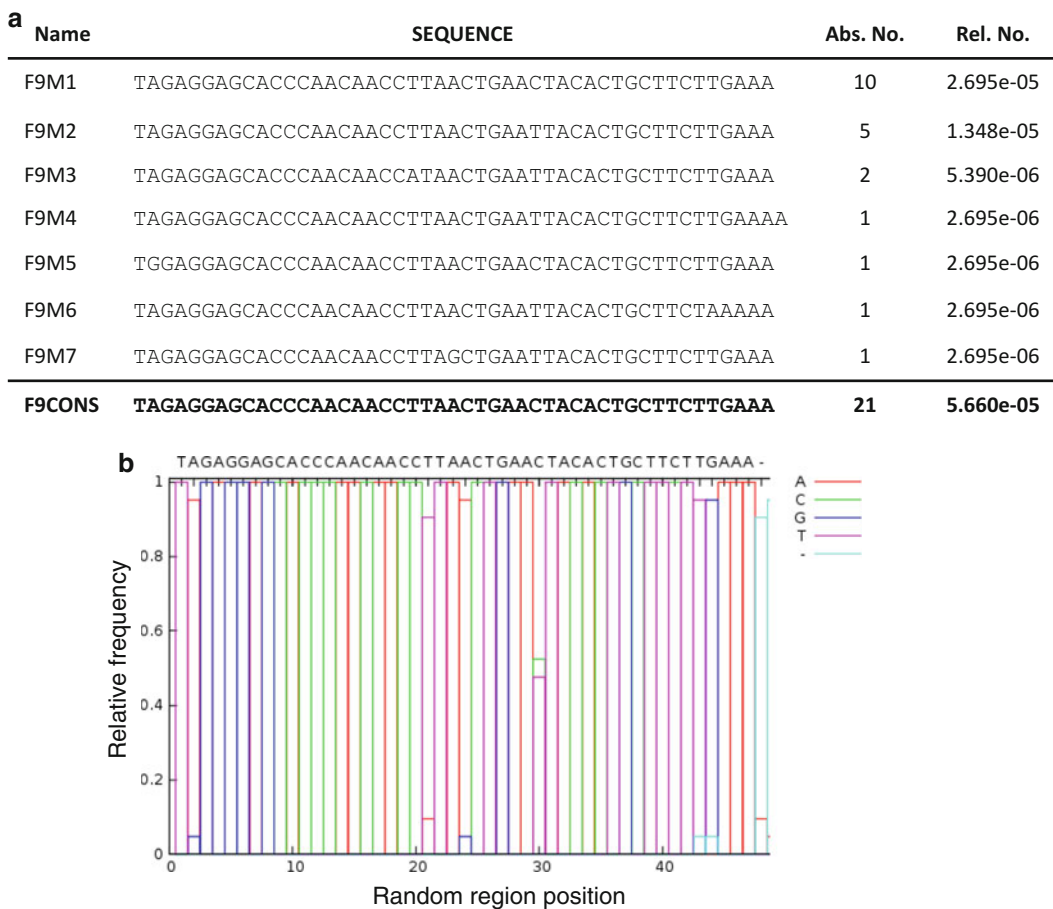 a
Name SEQUENCE Abs. No. Rel. No.
F9M1 TAGAGGAGCACCCAACAACCTTAACTGAACTACACTGCTTCTTGAAA 10 2.695e-05
F9M2 TAGAGGAGCACCCAACAACCTTAACTGAATTACACTGCTTCTTGAAA 5 1.348e-05
F9M3 TAGAGGAGCACCCAACAACCATAACTGAATTACACTGCTTCTTGAAA 2 5.390e-06
F9M4 TAGAGGAGCACCCAACAACCTTAACTGAATTACACTGCTTCTTGAAAA 1 2.695e-06
F9M5 TGGAGGAGCACCCAACAACCTTAACTGAACTACACTGCTTCTTGAAA 1 2.695e-06
F9M6 TAGAGGAGCACCCAACAACCTTAACTGAATTACACTGCTTCTAAAAA 1 2.695e-06
F9M7 TAGAGGAGCACCCAACAACCTTAGCTGAATTACACTGCTTCTTGAAA 1 2.695e-06
F9CONS TAGAGGAGCACCCAACAACCTTAACTGAACTACACTGCTTCTTGAAA 21 5.660e-05
b
TAGAGGAGCACCCAACAACCTTAACTGAACTACACTGCTTCTTGAAA-
A
C
G
T
-
1
0.8
0.6
0.4
0.2
0
0 10 20 30 40
Relative frequency
Random region position